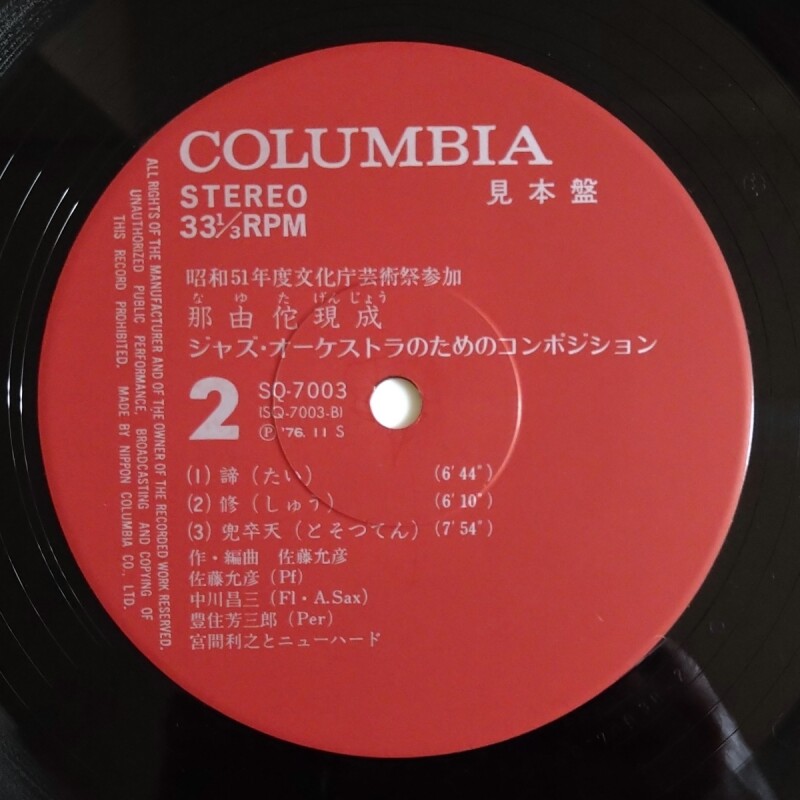 COLUMBIA
STEREO
見本盤
33⅓RPM
昭和51年度文化庁芸術祭参加
なゆたげんじょう
那由佗現成
ジャズ・オーケストラのためのコンポジション
2
SQ-7003
(SQ-7003-B)
Ⓟ '76. 11 S
(1) 諦(たい) (6'44")
(2) 修(しゅう) (6'10")
(3) 兜卒天(とそつてん) (7'54")
作・編曲 佐藤允彦
佐藤允彦(Pf)
中川昌三(Fl・A.Sax)
豊住芳三郎(Per)
宮間利之とニューハード
ALL RIGHTS OF THE MANUFACTURER AND OF THE OWNER OF THE RECORDED WORK RESERVED.
UNAUTHORIZED PUBLIC PERFORMANCE, BROADCASTING AND COPYING OF
THIS RECORD PROHIBITED. MADE BY NIPPON COLUMBIA CO., LTD.